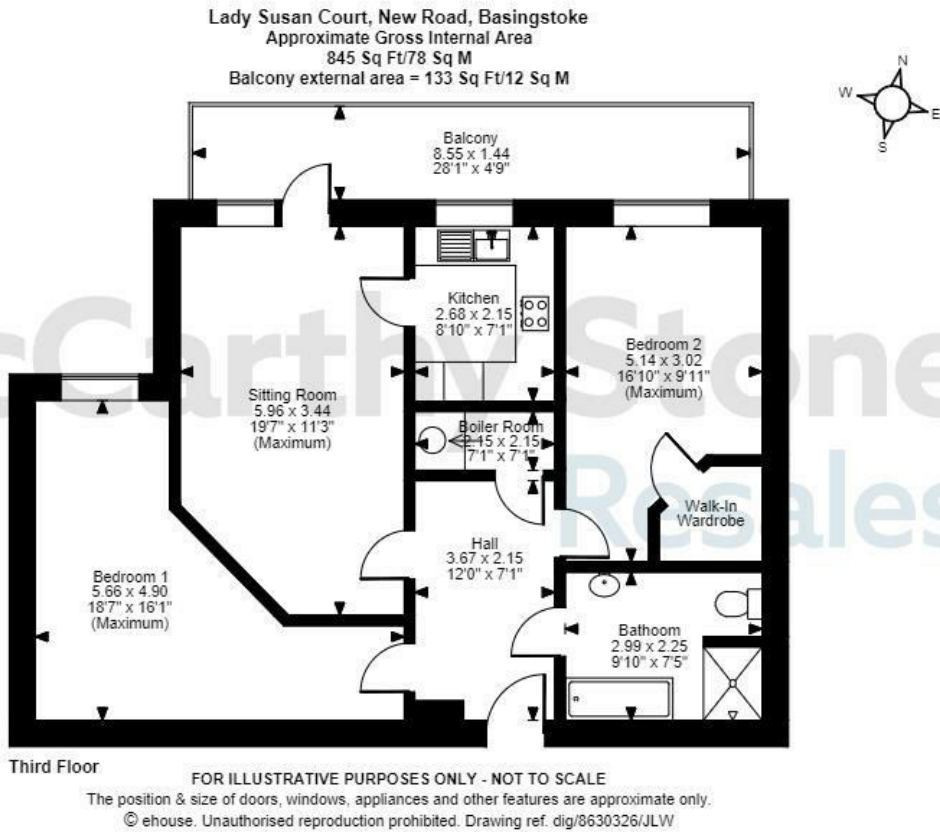 Lady Susan Court, New Road, Basingstoke
Approximate Gross Internal Area
845 Sq Ft/78 Sq M
Balcony external area = 133 Sq Ft/12 Sq M
N
W
E
S
Balcony
8.55 x 1.44
28'1" x 4'9"
Kitchen
2.68 x 2.15
8'10" x 7'1"
Bedroom 2
5.14 x 3.02
16'10" x 9'11"
(Maximum)
Sitting Room
5.96 x 3.44
19'7" x 11'3"
(Maximum)
cCarthy Stone
Resales
Boiler Room
2.15 x 2.15
7'1" x 7'1"
Walk-In
Wardrobe
Hall
3.67 x 2.15
12'0" x 7'1"
Bedroom 1
5.66 x 4.90
18'7" x 16'1"
(Maximum)
Bathoom
2.99 x 2.25
9'10" x 7'5"
Third Floor
FOR ILLUSTRATIVE PURPOSES ONLY - NOT TO SCALE
The position & size of doors, windows, appliances and other features are approximate only.
© ehouse. Unauthorised reproduction prohibited. Drawing ref. dig/8630326/JLW